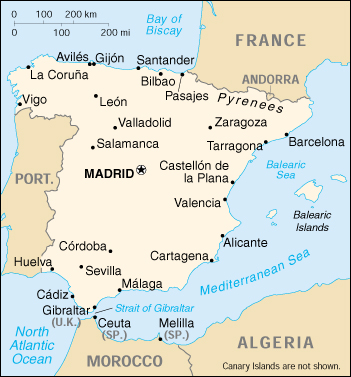 0 100 200 km
0 100 200 mi
Bay of
Biscay
FRANCE
Avilés Gijón
Santander
La Coruña
Bilbao
ANDORRA
Pasajes
Pyrenees
Vigo
León
Valladolid
Zaragoza
Barcelona
Salamanca
Tarragona
MADRID
Castellón de
la Plana
Balearic
Sea
PORT.
Valencia
Balearic
Islands
Alicante
Córdoba
Cartagena
Mediterranean Sea
Huelva
Sevilla
Málaga
Cádiz
Gibraltar
(U.K.)
Strait of Gibraltar
Ceuta
(SP.)
Melilla
(SP.)
North
Atlantic
Ocean
ALGERIA
MOROCCO
Canary Islands are not shown.